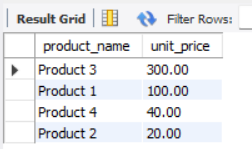 Result Grid Filter Rows:
product_name unit_price
Product 3 300.00
Product 1 100.00
Product 4 40.00
Product 2 20.00